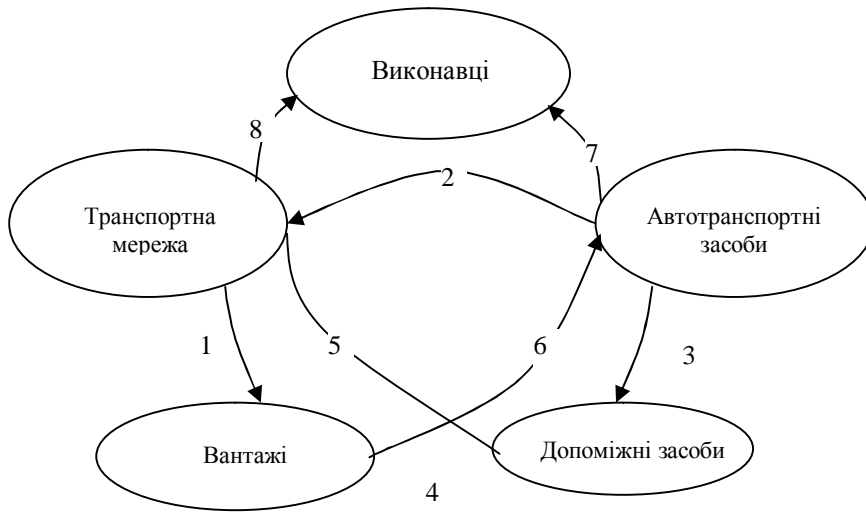 Виконавці
8
7
2
Транспортна
мережа
Автотранспортні
засоби
1
5
6
3
Вантажі
Допоміжні засоби
4